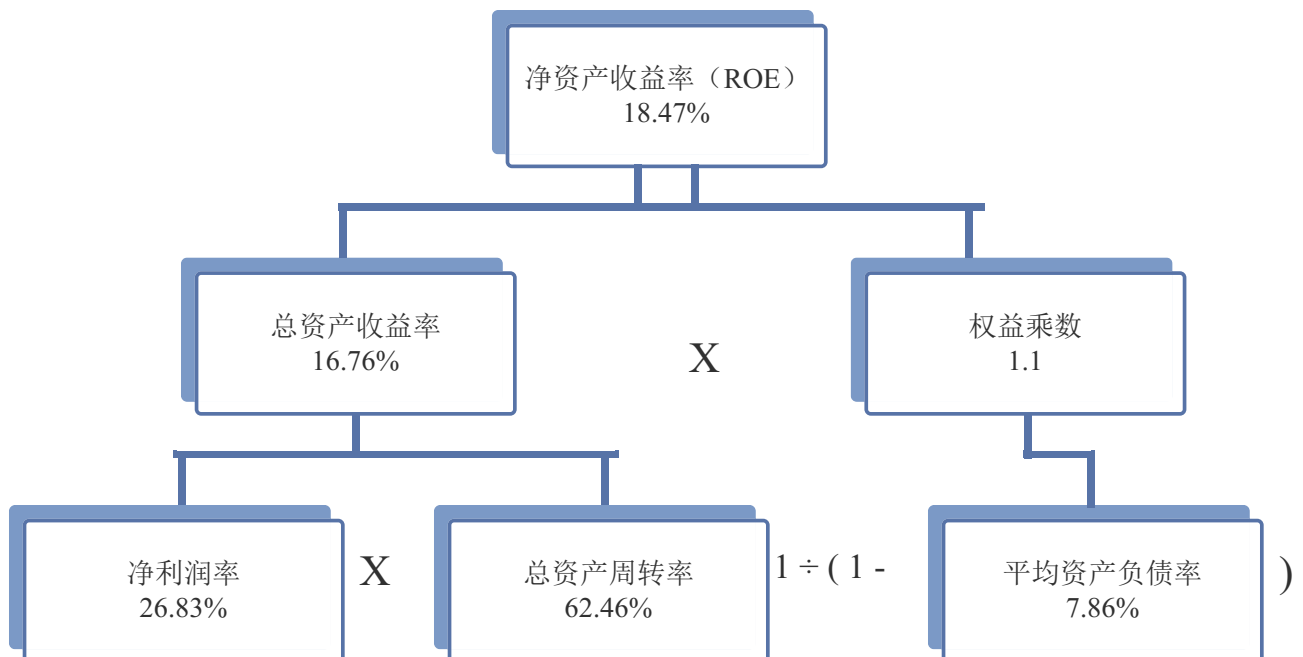 净资产收益率（ROE）
18.47%
总资产收益率
16.76%
X
权益乘数
1.1
净利润率
26.83%
X
总资产周转率
62.46%
1 ÷ ( 1 -
平均资产负债率
7.86%
)